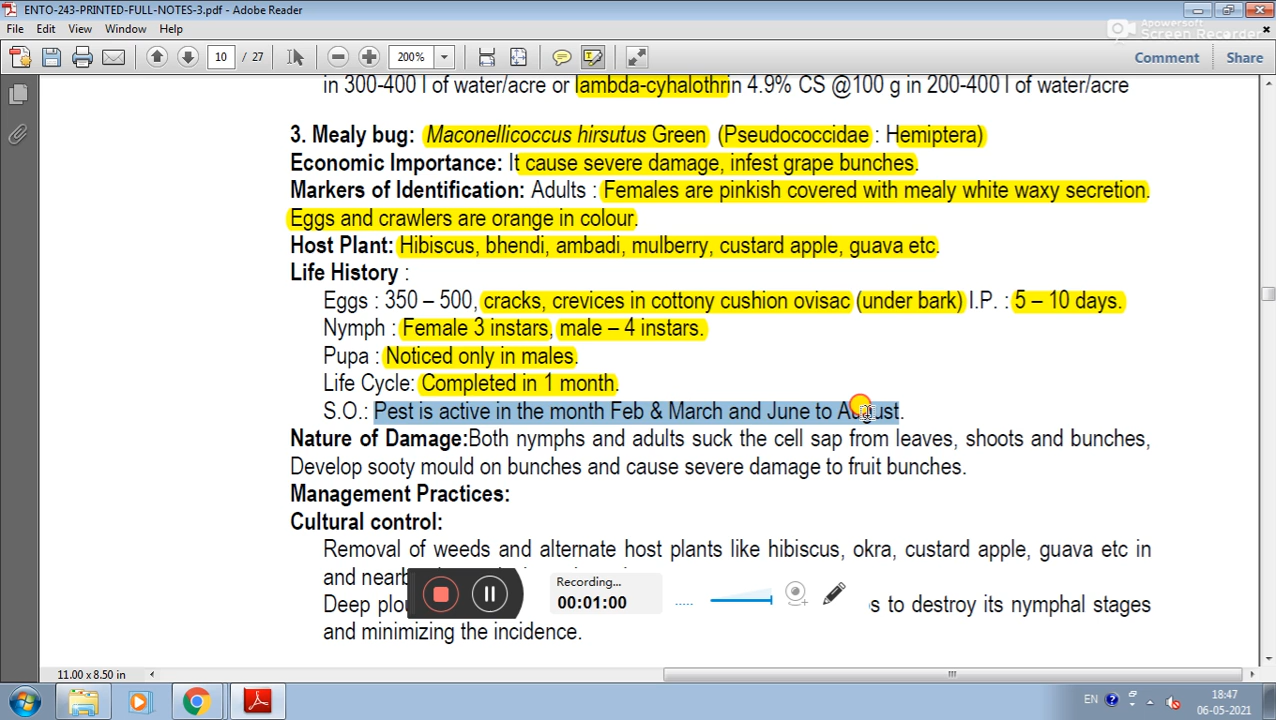 ENTO-243-PRINTED-FULL-NOTES-3.pdf - Adobe Reader
File Edit View Window Help
Apowersoft
Screen Recorder
10 / 27 200% Comment Share
in 300-400 l of water/acre or lambda-cyhalothrin 4.9% CS @100 g in 200-400 l of water/acre
3. Mealy bug: Maconellicoccus hirsutus Green (Pseudococcidae : Hemiptera)
Economic Importance: It cause severe damage, infest grape bunches.
Markers of Identification: Adults : Females are pinkish covered with mealy white waxy secretion.
Eggs and crawlers are orange in colour.
Host Plant: Hibiscus, bhendi, ambadi, mulberry, custard apple, guava etc.
Life History :
Eggs : 350 – 500, cracks, crevices in cottony cushion ovisac (under bark) I.P. : 5 – 10 days.
Nymph : Female 3 instars, male – 4 instars.
Pupa : Noticed only in males.
Life Cycle: Completed in 1 month.
S.O.: Pest is active in the month Feb & March and June to August.
Nature of Damage:Both nymphs and adults suck the cell sap from leaves, shoots and bunches,
Develop sooty mould on bunches and cause severe damage to fruit bunches.
Management Practices:
Cultural control:
Removal of weeds and alternate host plants like hibiscus, okra, custard apple, guava etc in
and
Deep to destroy its nymphal stages
and minimizing the incidence.
Recording...
00:01:00
11.00 x 8.50 in
EN 18:47
06-05-2021